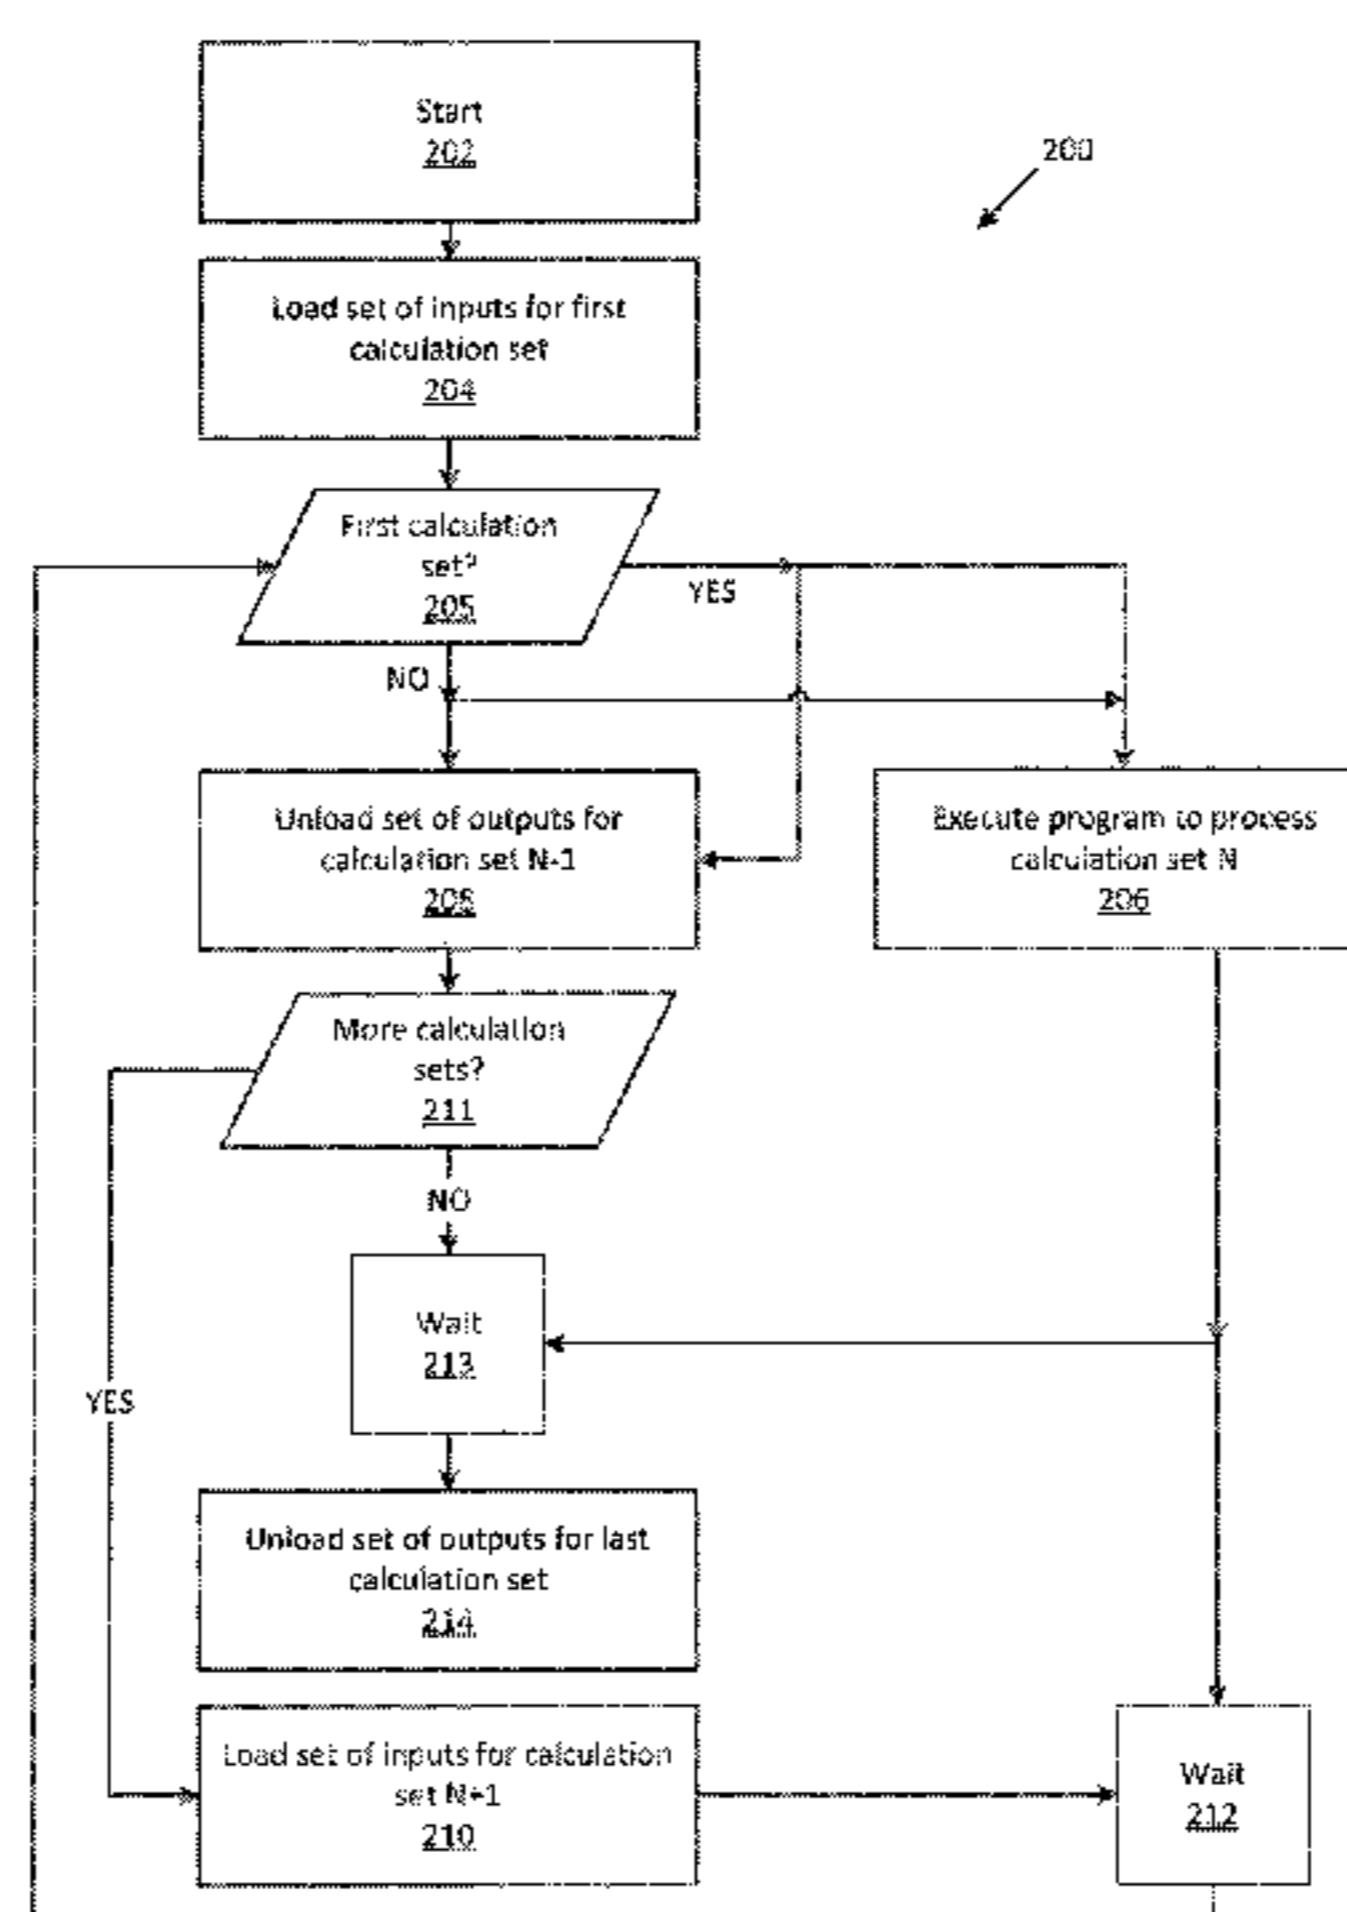 Start
202
200
Load set of inputs for first
calculation set
204
First calculation
set?
205
YES
NO
Unload set of outputs for
calculation set N-1
208
Execute program to process
calculation set N
206
More calculation
sets?
211
NO
Wait
213
YES
Unload set of outputs for last
calculation set
214
Load set of inputs for calculation
set N+1
210
Wait
212